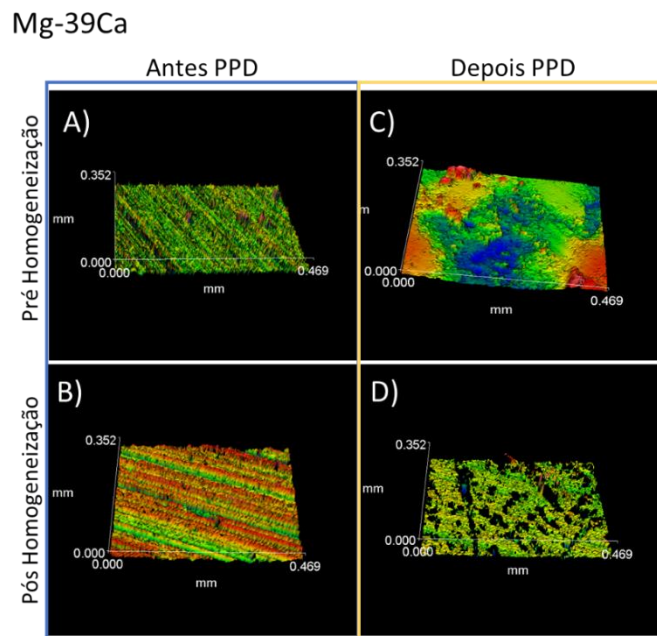 Mg-39Ca
Antes PPD
Depois PPD
Pré Homogeneização
A)
0.352
mm
0.000
0.000
0.469
mm
C)
0.352
m
0.000
0.000
0.469
mm
Pós Homogeneização
B)
0.352
mm
0.000
0.000
0.469
mm
D)
0.352
mm
0.000
0.000
0.469
mm